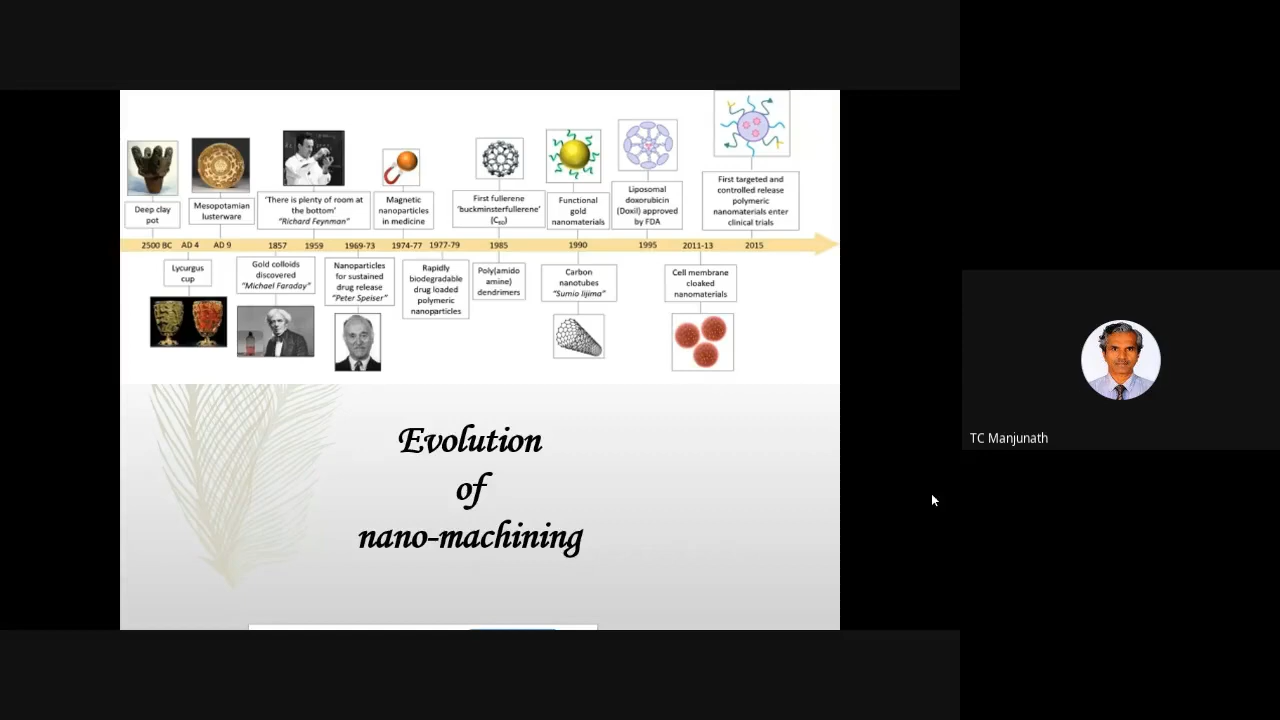 Deep clay
pot
Mesopotamian
lusterware
'There is plenty of room at
the bottom'
"Richard Feynman"
Magnetic
nanoparticles
in medicine
First fullerene
'buckminsterfullerene'
(C60)
Functional
gold
nanomaterials
Liposomal
doxorubicin
(Doxil) approved
by FDA
First targeted and
controlled release
polymeric
nanomaterials enter
clinical trials
2500 BC AD 4 AD 9 1857 1959 1969-73 1974-77 1977-79 1985 1990 1995 2011-13 2015
Lycurgus
cup
Gold colloids
discovered
"Michael Faraday"
Nanoparticles
for sustained
drug release
"Peter Speiser"
Rapidly
biodegradable
drug loaded
polymeric
nanoparticles
Poly(amido
amine)
dendrimers
Carbon
nanotubes
"Sumio Iijima"
Cell membrane
cloaked
nanomaterials
Evolution
of
nano-machining
TC Manjunath